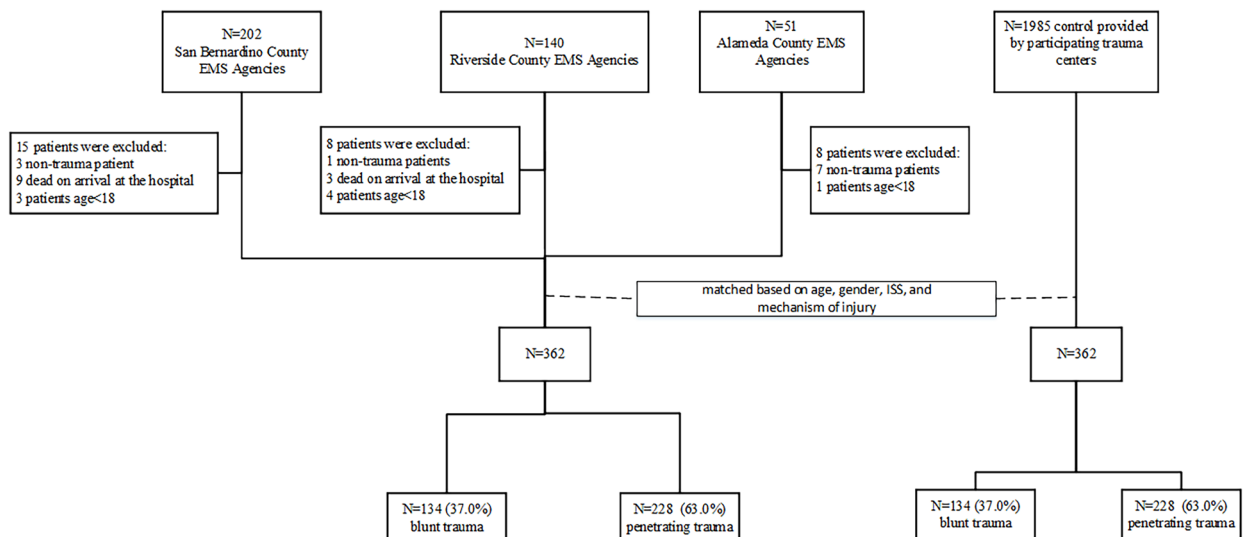 N=202
San Bernardino County
EMS Agencies
N=140
Riverside County EMS Agencies
N=51
Alameda County EMS
Agencies
N=1985 control provided
by participating trauma
centers
15 patients were excluded:
3 non-trauma patient
9 dead on arrival at the hospital
3 patients age<18
8 patients were excluded:
1 non-trauma patients
3 dead on arrival at the hospital
4 patients age<18
8 patients were excluded:
7 non-trauma patients
1 patients age<18
matched based on age, gender, ISS, and
mechanism of injury
N=362
N=362
N=134 (37.0%)
blunt trauma
N=228 (63.0%)
penetrating trauma
N=134 (37.0%)
blunt trauma
N=228 (63.0%)
penetrating trauma